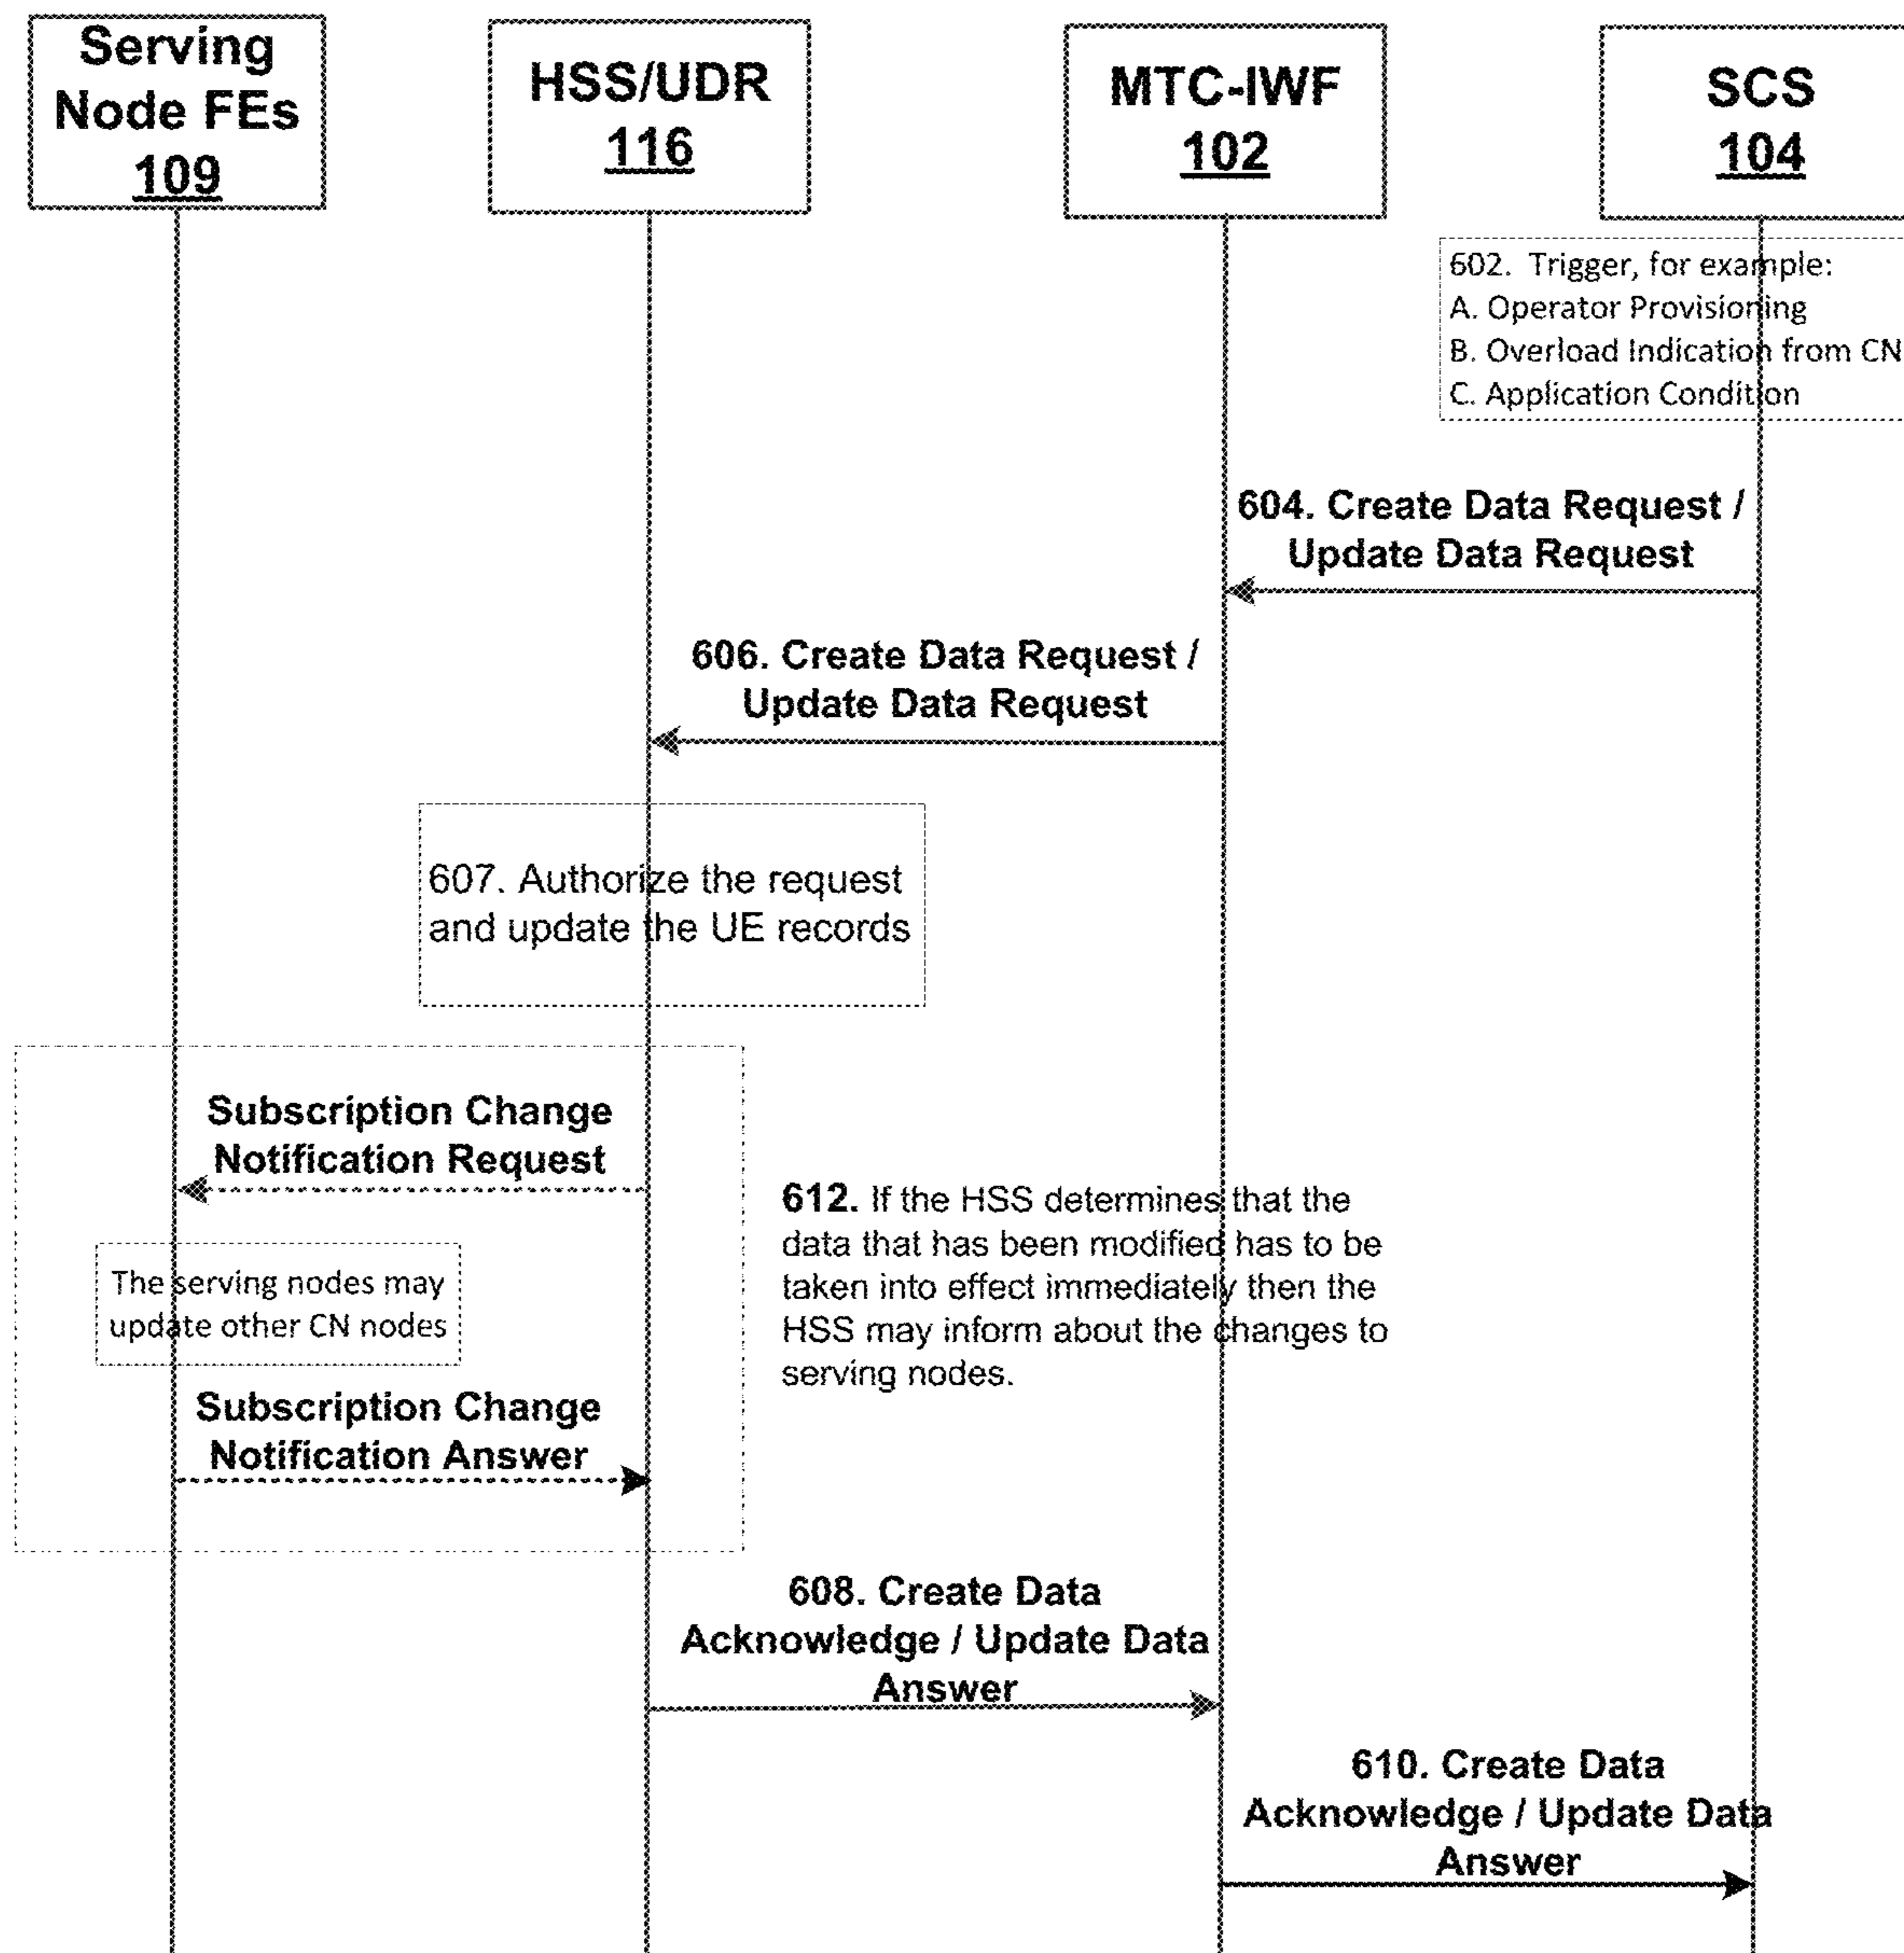 Serving
Node FEs
109
HSS/UDR
116
MTC-IWF
102
SCS
104
602. Trigger, for example:
A. Operator Provisioning
B. Overload Indication from CN
C. Application Condition
604. Create Data Request /
Update Data Request
606. Create Data Request /
Update Data Request
607. Authorize the request
and update the UE records
Subscription Change
Notification Request
612. If the HSS determines that the
data that has been modified has to be
taken into effect immediately then the
HSS may inform about the changes to
serving nodes.
The serving nodes may
update other CN nodes
Subscription Change
Notification Answer
608. Create Data
Acknowledge / Update Data
Answer
610. Create Data
Acknowledge / Update Data
Answer